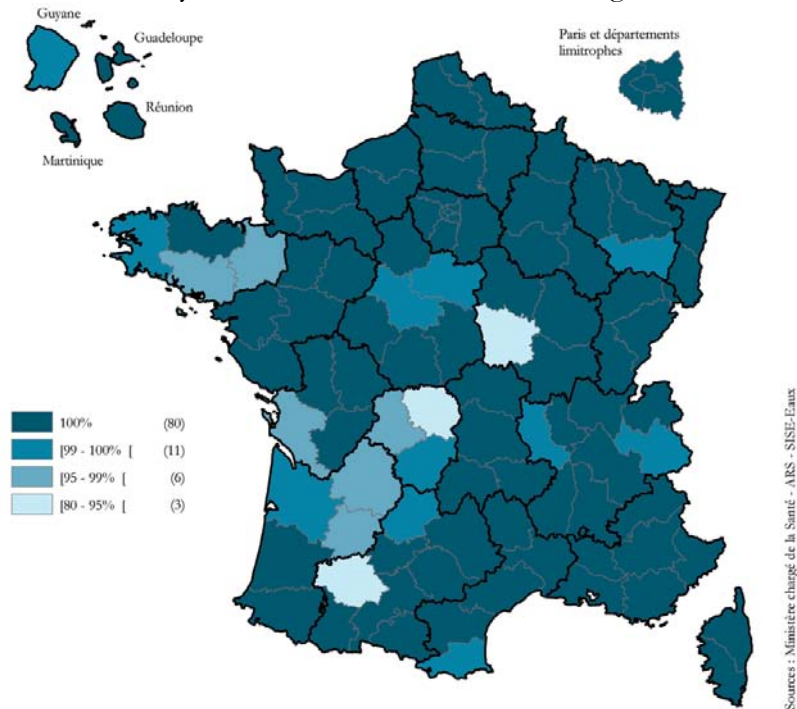 Guyane
Guadeloupe
Réunion
Martinique
Paris et départements
limitrophes
100% (80)
[99 - 100% [ (11)
[95 - 99% [ (6)
[80 - 95% [ (3)
Sources : Ministère chargé de la Santé - ARS - SISE-Eaux